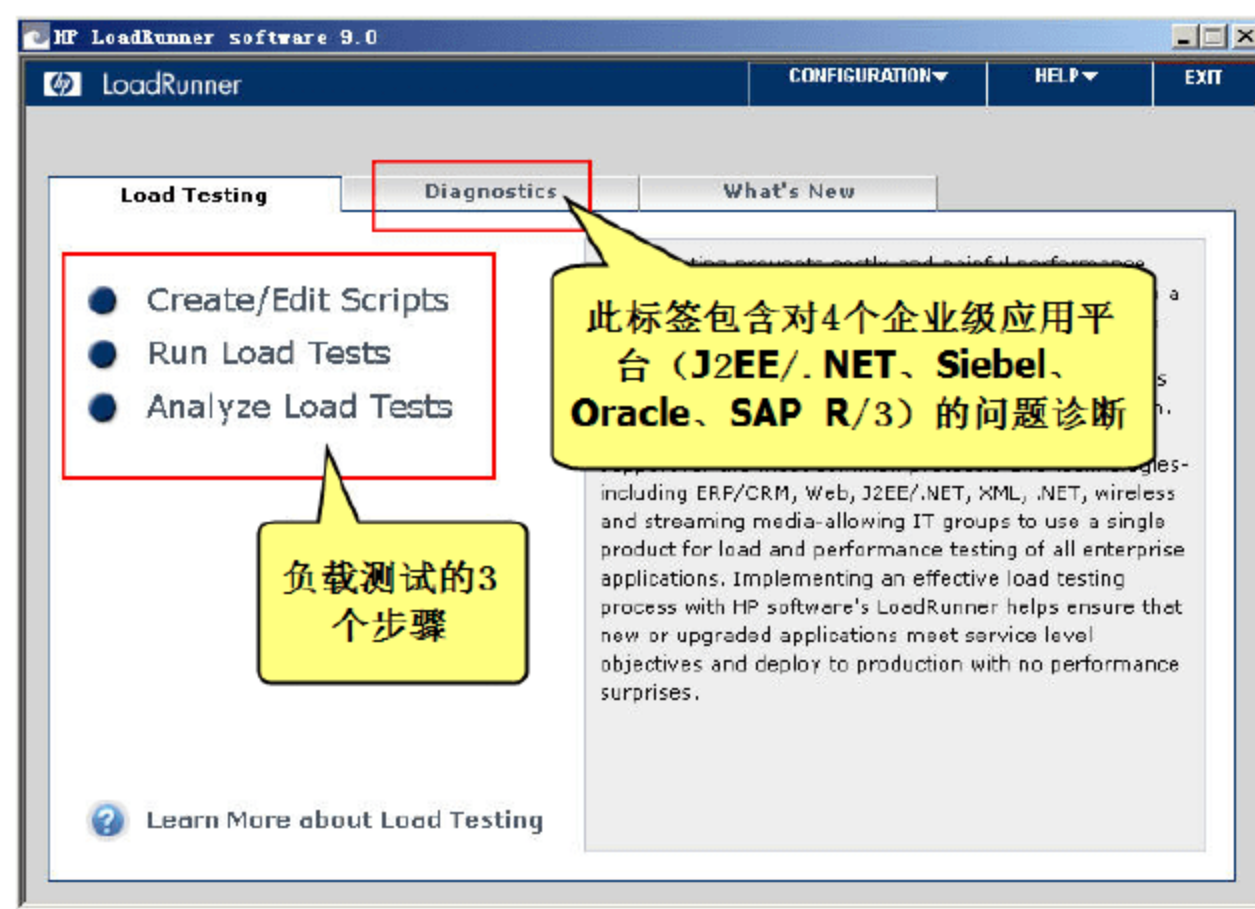 HP LoadRunner software 9.0
LoadRunner
CONFIGURATION
HELP
EXIT
Load Testing
Diagnostics
What's New
Create/Edit Scripts
Run Load Tests
Analyze Load Tests
负载测试的3
个步骤
此标签包含对4个企业级应用平
台（J2EE/.NET、Siebel、
Oracle、SAP R/3）的问题诊断
a
s
including ERP/CRM, Web, J2EE/.NET, XML, .NET, wireless
and streaming media-allowing IT groups to use a single
product for load and performance testing of all enterprise
applications. Implementing an effective load testing
process with HP software's LoadRunner helps ensure that
new or upgraded applications meet service level
objectives and deploy to production with no performance
surprises.
Learn More about Load Testing